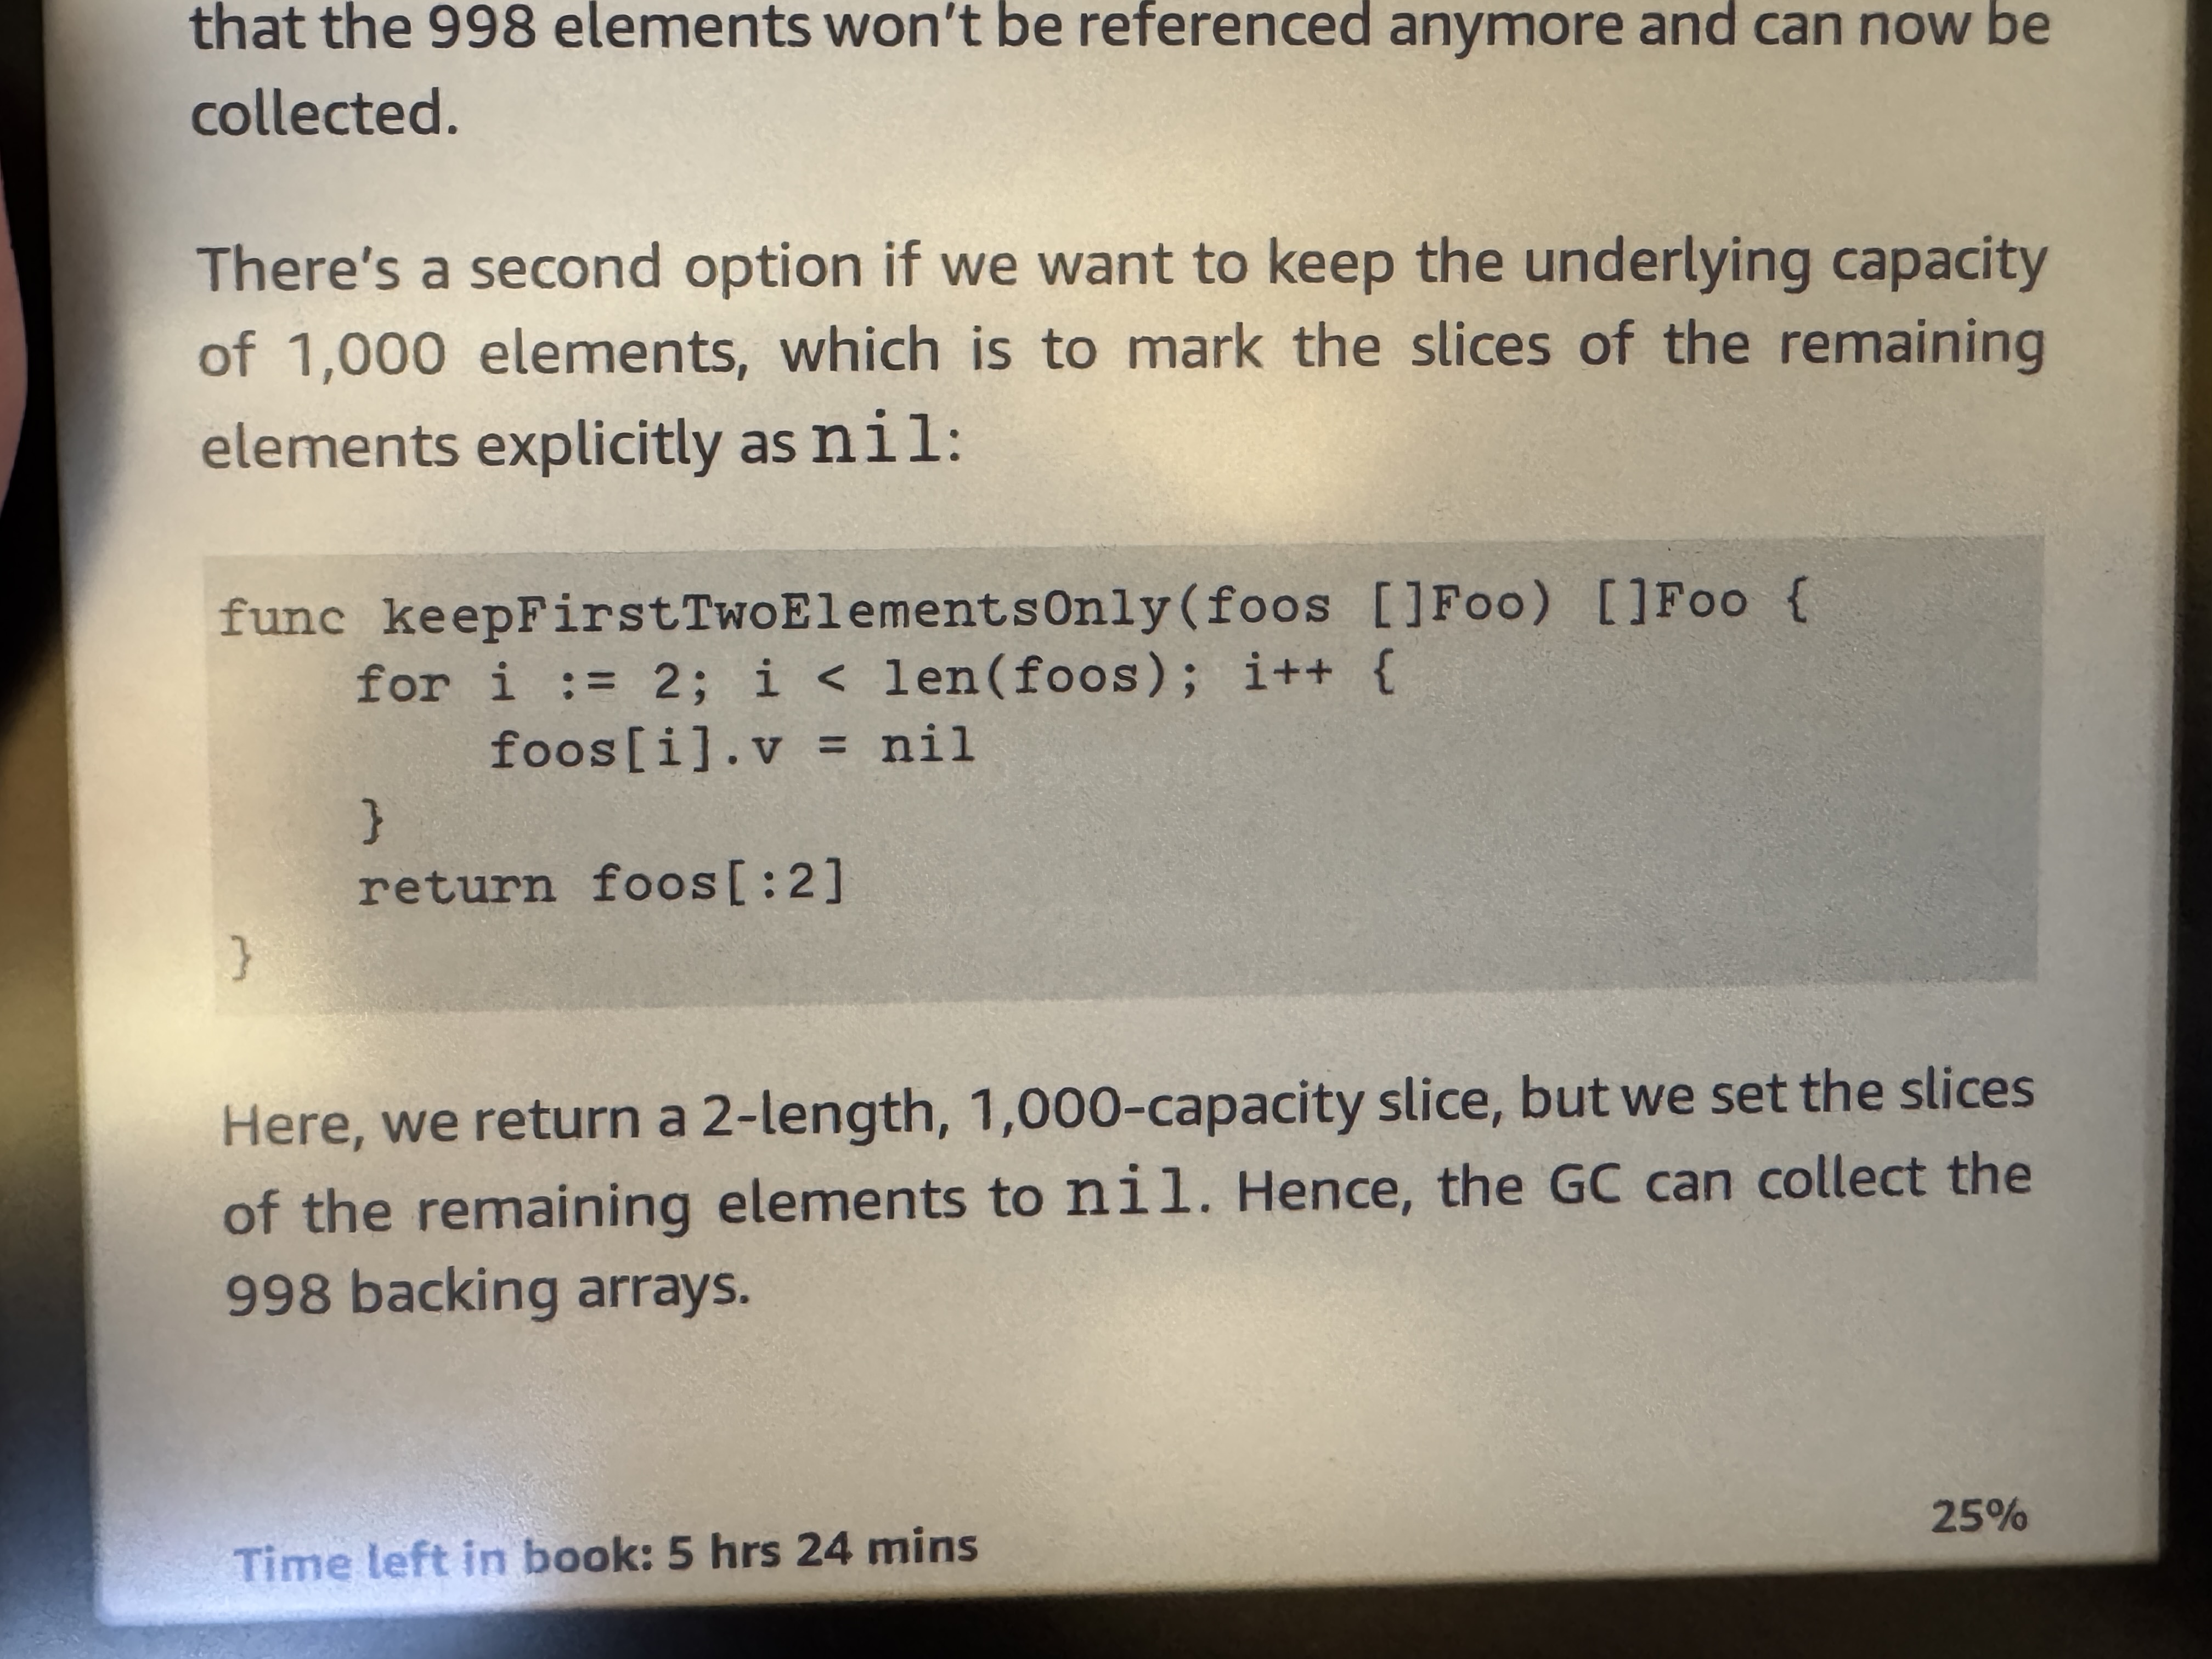 that the 998 elements won't be referenced anymore and can now be
collected.
There's a second option if we want to keep the underlying capacity
of 1,000 elements, which is to mark the slices of the remaining
elements explicitly as nil:
func keepFirstTwoElementsOnly(foos []Foo) []Foo {
    for i := 2; i < len(foos); i++ {
        foos[i].v = nil
    }
    return foos[:2]
}
Here, we return a 2-length, 1,000-capacity slice, but we set the slices
of the remaining elements to nil. Hence, the GC can collect the
998 backing arrays.
Time left in book: 5 hrs 24 mins 25%